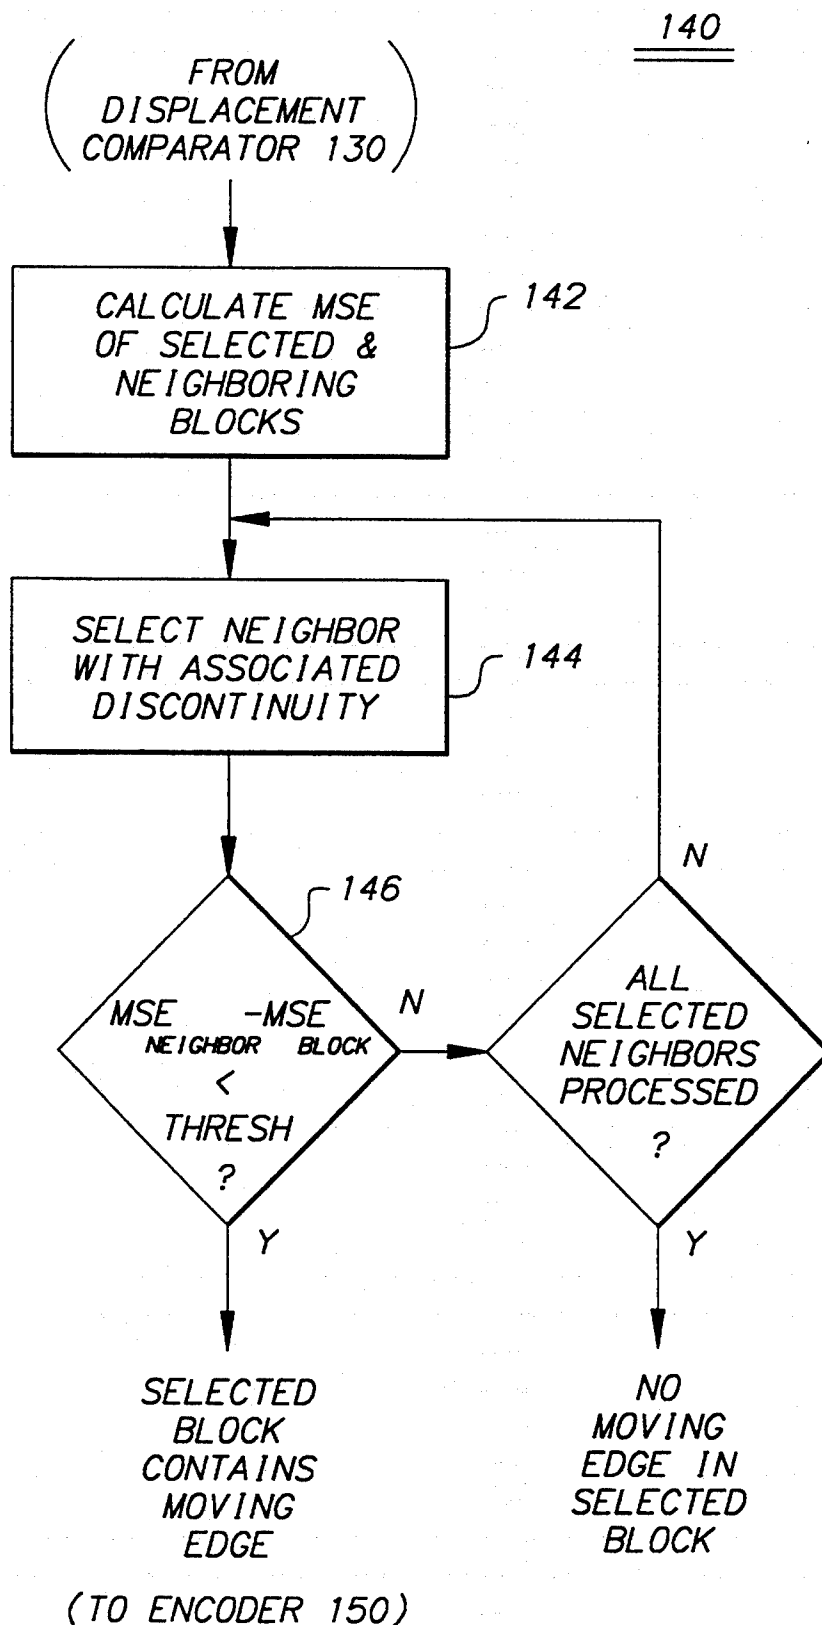 140
(FROM
DISPLACEMENT
COMPARATOR 130)
CALCULATE MSE
OF SELECTED &
NEIGHBORING
BLOCKS
142
SELECT NEIGHBOR
WITH ASSOCIATED
DISCONTINUITY
144
146
MSE NEIGHBOR -MSE BLOCK
<
THRESH
?
N
Y
ALL
SELECTED
NEIGHBORS
PROCESSED
?
N
Y
SELECTED
BLOCK
CONTAINS
MOVING
EDGE
(TO ENCODER 150)
NO
MOVING
EDGE IN
SELECTED
BLOCK